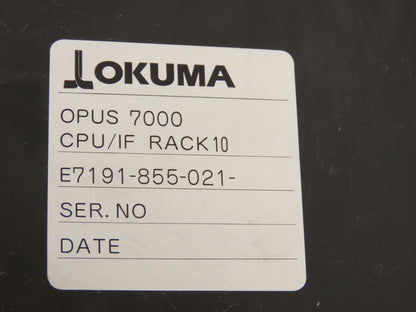 OKUMA
OPUS 7000
CPU/IF RACK10
E7191-855-021-
SER.NO
DATE